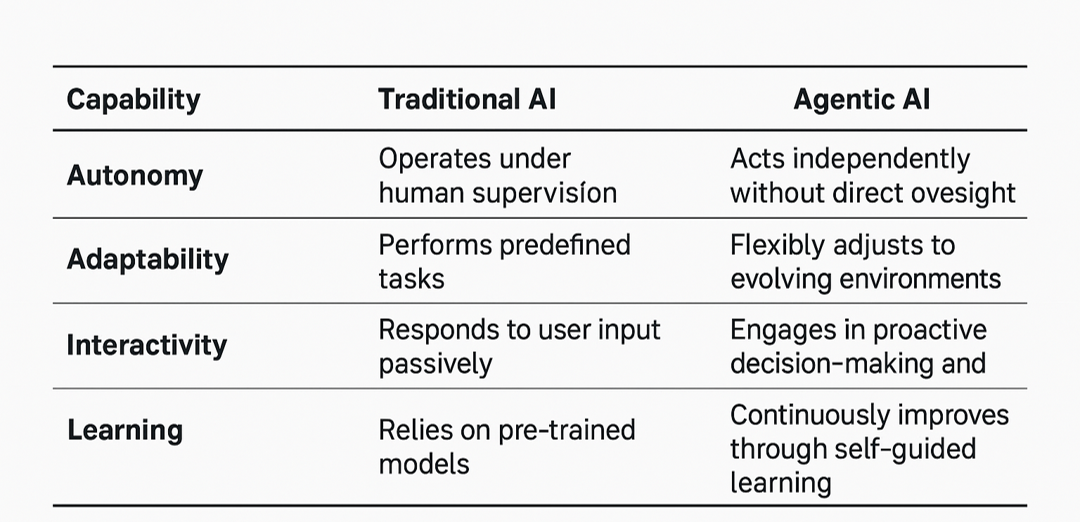 Capability Traditional AI Agentic AI
Autonomy
Operates under
human supervisíon
Acts independently
without direct ovesight
Adaptability
Performs predefined
tasks
Flexibly adjusts to
evolving environments
Interactivity
Responds to user input
passively
Engages in proactive
decision-making and
Learning
Relies on pre-trained
models
Continuously improves
through self-guided
learning